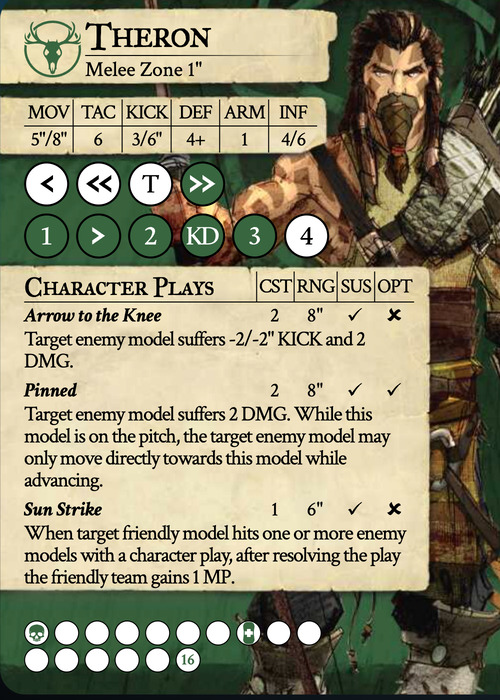 THERON
Melee Zone 1"
MOV TAC KICK DEF ARM INF
5"/8" 6 3/6" 4+ 1 4/6
< << T >>
1 > 2 KD 3 4
CHARACTER PLAYS CST RNG SUS OPT
Arrow to the Knee 2 8" ✓ ✘
Target enemy model suffers -2/-2" KICK and 2
DMG.
Pinned 2 8" ✓ ✓
Target enemy model suffers 2 DMG. While this
model is on the pitch, the target enemy model may
only move directly towards this model while
advancing.
Sun Strike 1 6" ✓ ✘
When target friendly model hits one or more enemy
models with a character play, after resolving the play
the friendly team gains 1 MP.
16